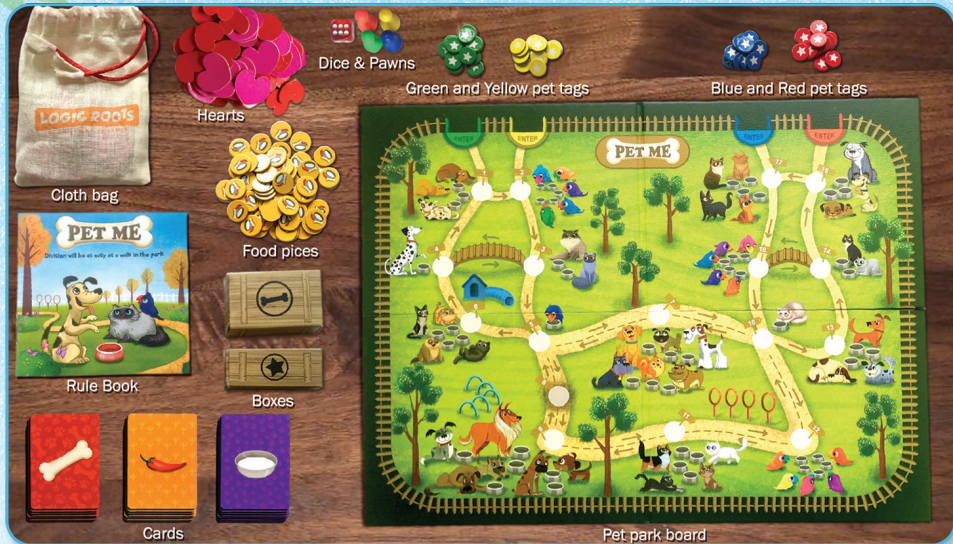 LOGIC ROOTS
Cloth bag
Hearts
Dice & Pawns
Green and Yellow pet tags
Blue and Red pet tags
ENTER
ENTER
ENTER
ENTER
PET ME
Food pices
PET ME
Division will be as easy as a walk in the park
Rule Book
Boxes
Cards
Pet park board